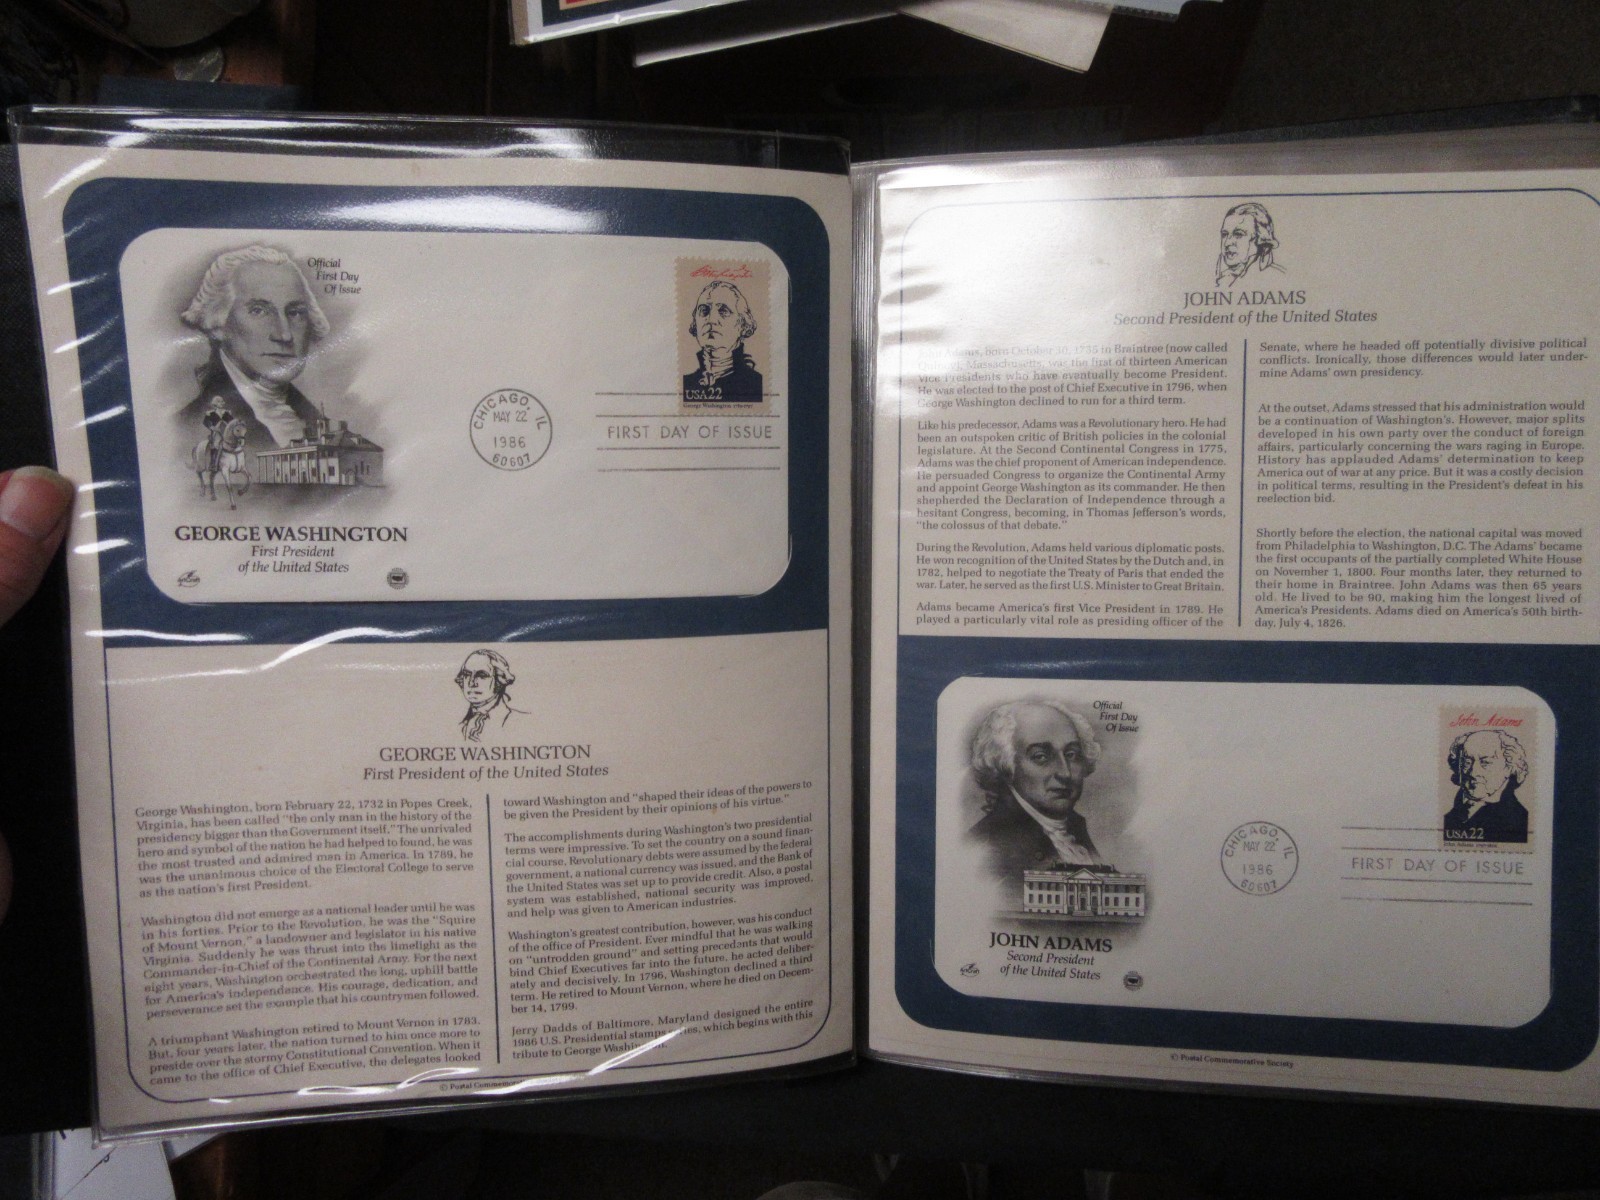 Official
First Day
Of Issue
USA22
CHICAGO, IL
MAY 22
1986
60607
FIRST DAY OF ISSUE
GEORGE WASHINGTON
First President
of the United States
GEORGE WASHINGTON
First President of the United States
George Washington, born February 22, 1732 in Popes Creek,
Virginia, has been called "the only man in the history of the
presidency bigger than the Government itself." The unrivaled
hero and symbol of the nation he had helped to found, he was
the most trusted and admired man in America. In 1789, he
was the unanimous choice of the Electoral College to serve
as the nation's first President.
Washington did not emerge as a national leader until he was
in his forties. Prior to the Revolution, he was the "Squire
of Mount Vernon," a landowner and legislator in his native
Virginia. Suddenly he was thrust into the limelight as the
Commander-in-Chief of the Continental Army. For the next
eight years, Washington orchestrated the long, uphill battle
for America's independence. His courage, dedication, and
perseverance set the example that his countrymen followed.
A triumphant Washington retired to Mount Vernon in 1783.
But, four years later, the nation turned to him once more to
preside over the stormy Constitutional Convention. When it
came to the office of Chief Executive, the delegates looked
toward Washington and "shaped their ideas of the powers to
be given the President by their opinions of his virtue."
The accomplishments during Washington's two presidential
terms were impressive. To set the country on a sound finan-
cial course, Revolutionary debts were assumed by the federal
government, a national currency was issued, and the Bank of
the United States was set up to provide credit. Also, a postal
system was established, national security was improved,
and help was given to American industries.
Washington's greatest contribution, however, was his conduct
of the office of President. Ever mindful that he was walking
on "untrodden ground" and setting precedents that would
bind Chief Executives far into the future, he acted deliber-
ately and decisively. In 1796, Washington declined a third
term. He retired to Mount Vernon, where he died on Decem-
ber 14, 1799.
Jerry Dadds of Baltimore, Maryland designed the entire
1986 U.S. Presidential stamps series, which begins with this
tribute to George Washington.
© Postal
JOHN ADAMS
Second President of the United States
John Adams, born October 30, 1735 in Braintree (now called
Quincy), Massachusetts, was the first of thirteen American
Vice Presidents who have eventually become President.
He was elected to the post of Chief Executive in 1796, when
George Washington declined to run for a third term.
Like his predecessor, Adams was a Revolutionary hero. He had
been an outspoken critic of British policies in the colonial
legislature. At the Second Continental Congress in 1775,
Adams was the chief proponent of American Independence.
He persuaded Congress to organize the Continental Army
and appoint George Washington as its commander. He then
shepherded the Declaration of Independence through a
hesitant Congress, becoming, in Thomas Jefferson's words,
"the colossus of that debate."
During the Revolution, Adams held various diplomatic posts.
He won recognition of the United States by the Dutch and, in
1782, helped to negotiate the Treaty of Paris that ended the
war. Later, he served as the first U.S. Minister to Great Britain.
Adams became America's first Vice President in 1789. He
played a particularly vital role as presiding officer of the
Senate, where he headed off potentially divisive political
conflicts. Ironically, those differences would later under-
mine Adams' own presidency.
At the outset, Adams stressed that his administration would
be a continuation of Washington's. However, major splits
developed in his own party over the conduct of foreign
affairs, particularly concerning the wars raging in Europe.
History has applauded Adams' determination to keep
America out of war at any price. But it was a costly decision
in political terms, resulting in the President's defeat in his
reelection bid.
Shortly before the election, the national capital was moved
from Philadelphia to Washington, D.C. The Adams' became
the first occupants of the partially completed White House
on November 1, 1800. Four months later, they returned to
their home in Braintree. John Adams was then 65 years
old. He lived to be 90, making him the longest lived of
America's Presidents. Adams died on America's 50th birth-
day, July 4, 1826.
Official
First Day
Of Issue
John Adams
USA22
CHICAGO, IL
MAY 22
1986
60607
FIRST DAY OF ISSUE
JOHN ADAMS
Second President
of the United States
© Postal Commemorative Society